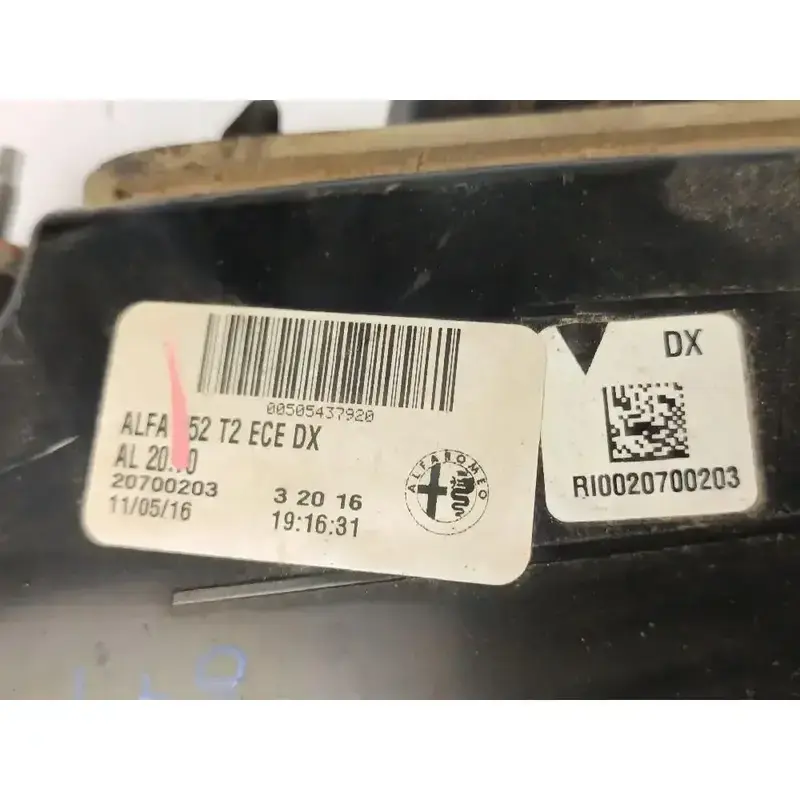 00505437920
ALFA 52 T2 ECE DX
AL
20700203
3 20 16
11/05/16
19:16:31
ALFA ROMEO
DX
RI0020700203